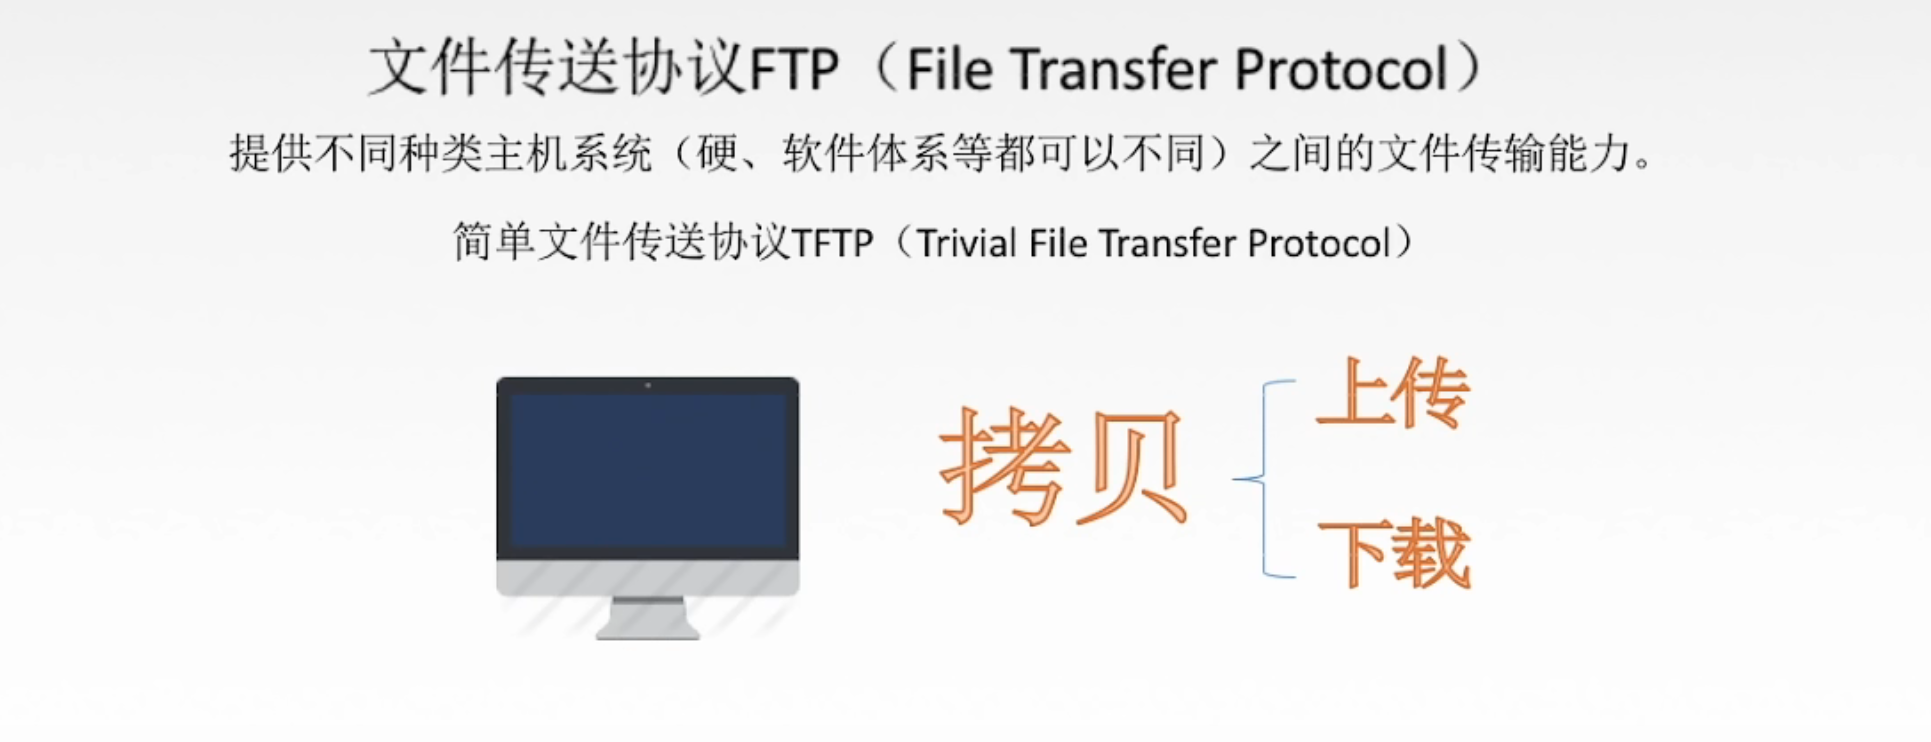 文件传送协议FTP（File Transfer Protocol）
提供不同种类主机系统（硬、软件体系等都可以不同）之间的文件传输能力。
简单文件传送协议TFTP（Trivial File Transfer Protocol）
拷贝
上传
下载